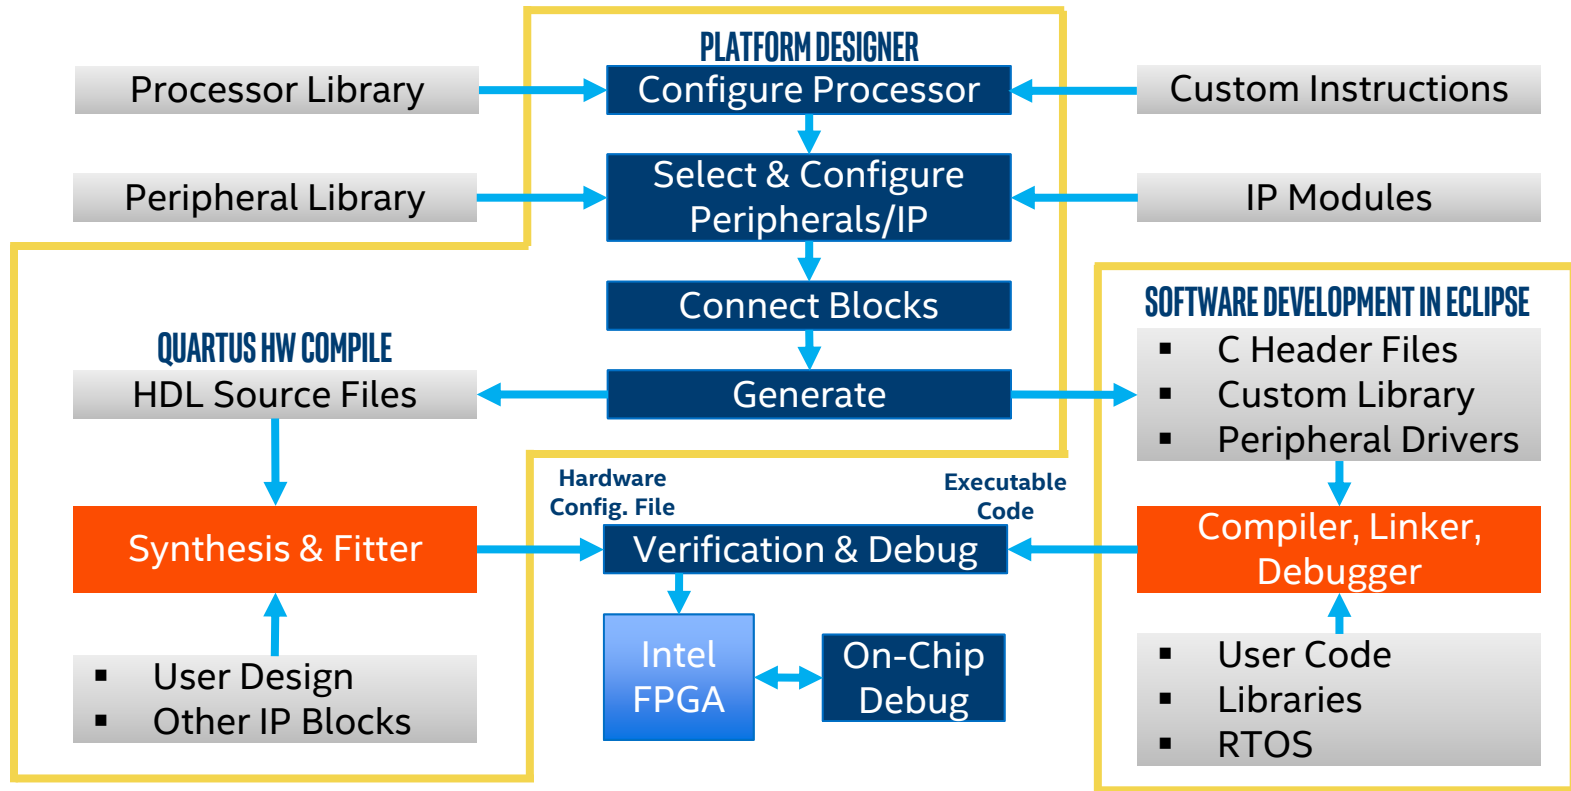 PLATFORM DESIGNER
Processor Library
Configure Processor
Custom Instructions
Peripheral Library
Select & Configure
Peripherals/IP
IP Modules
Connect Blocks
QUARTUS HW COMPILE
HDL Source Files
Generate
SOFTWARE DEVELOPMENT IN ECLIPSE
▪ C Header Files
▪ Custom Library
▪ Peripheral Drivers
Hardware
Config. File
Executable
Code
Synthesis & Fitter
Verification & Debug
Compiler, Linker,
Debugger
▪ User Design
▪ Other IP Blocks
Intel
FPGA
On-Chip
Debug
▪ User Code
▪ Libraries
▪ RTOS